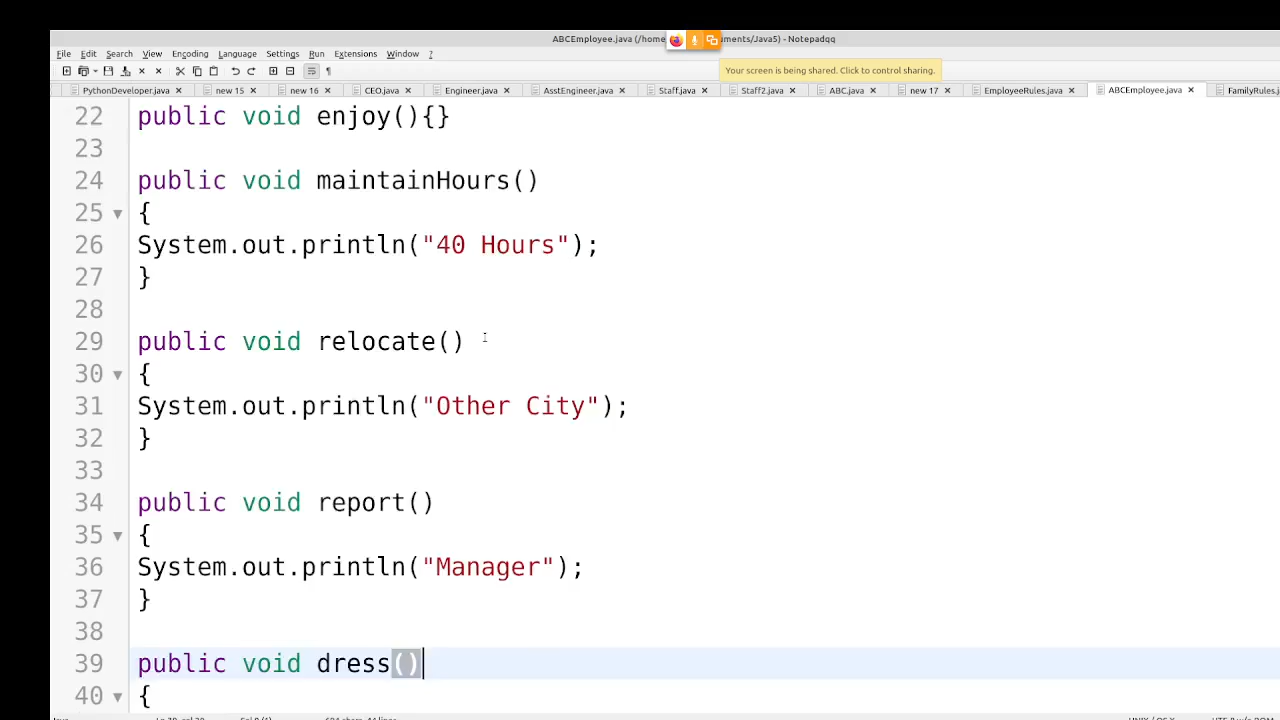 ABCEmployee.java (/home uments/Java5) - Notepadqq
File Edit Search View Encoding Language Settings Run Extensions Window ?
Your screen is being shared. Click to control sharing.
PythonDeveloper.java new 15 new 16 CEO.java Engineer.java AsstEngineer.java Staff.java Staff2.java ABC.java new 17 EmployeeRules.java ABCEmployee.java FamilyRules.j
22 public void enjoy(){}
23
24 public void maintainHours()
25 {
26 System.out.println("40 Hours");
27 }
28
29 public void relocate()
30 {
31 System.out.println("Other City");
32 }
33
34 public void report()
35 {
36 System.out.println("Manager");
37 }
38
39 public void dress()
40 {